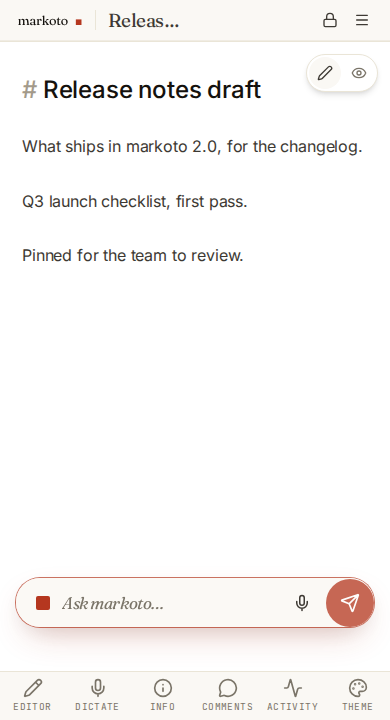 markoto
Releas...
# Release notes draft
What ships in markoto 2.0, for the changelog.
Q3 launch checklist, first pass.
Pinned for the team to review.
Ask markoto...
EDITOR DICTATE INFO COMMENTS ACTIVITY THEME